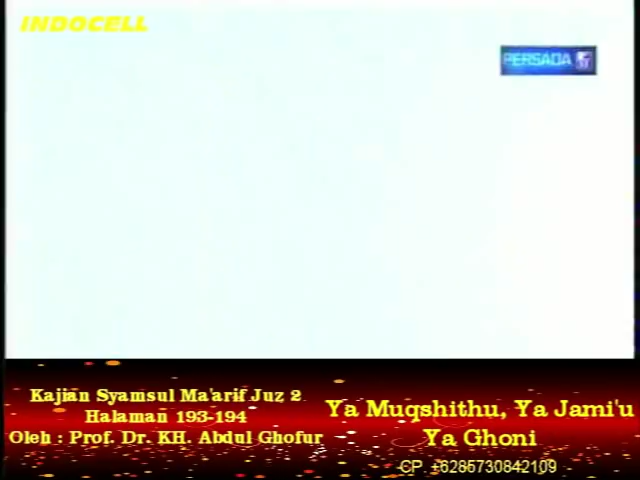 INDOCELL
PERSADA
Kajian Syamsul Ma'arif Juz 2
Halaman 193-194
Oleh : Prof. Dr. KH. Abdul Ghofur
Ya Muqshithu, Ya Jami'u
Ya Ghoni
CP. +6285730842109